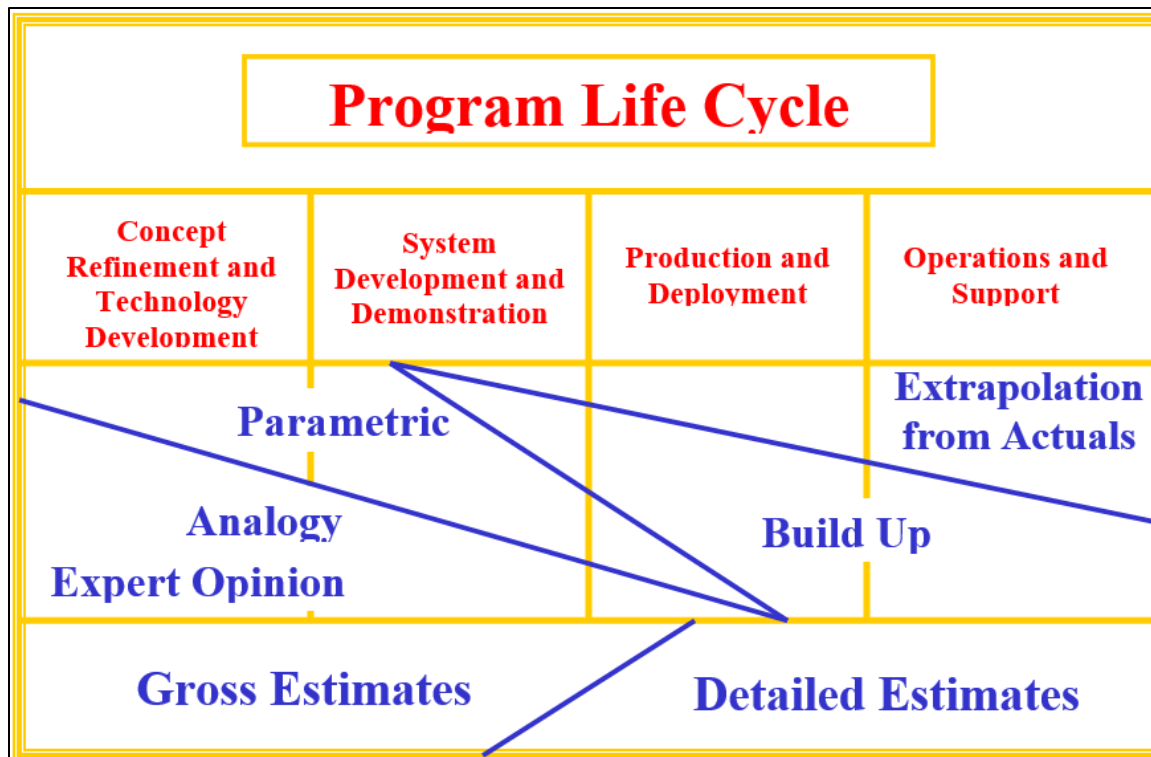 Program Life Cycle
Concept
Refinement and
Technology
Development
System
Development and
Demonstration
Production and
Deployment
Operations and
Support
Parametric
Extrapolation
from Actuals
Analogy
Expert Opinion
Build Up
Gross Estimates
Detailed Estimates